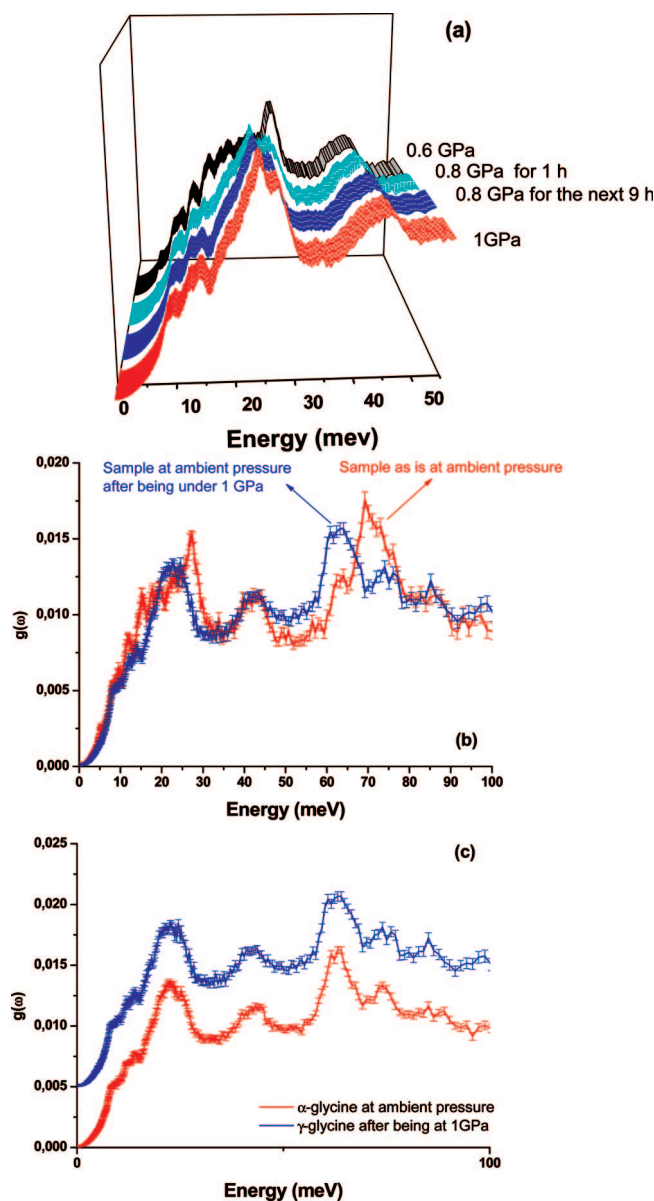 (a)
0.6 GPa
0.8 GPa for 1 h
0.8 GPa for the next 9 h
1GPa
0 10 20 30 40 50
Energy (mev)
0,020
Sample at ambient pressure
after being under 1 GPa
Sample as is at ambient pressure
0,015
0,010
g(ω)
0,005
0,000
(b)
0 10 20 30 40 50 60 70 80 90 100
Energy (meV)
0,025
(c)
0,020
0,015
g(ω)
0,010
0,005
α-glycine at ambient pressure
γ-glycine after being at 1GPa
0,000
0 100
Energy (meV)